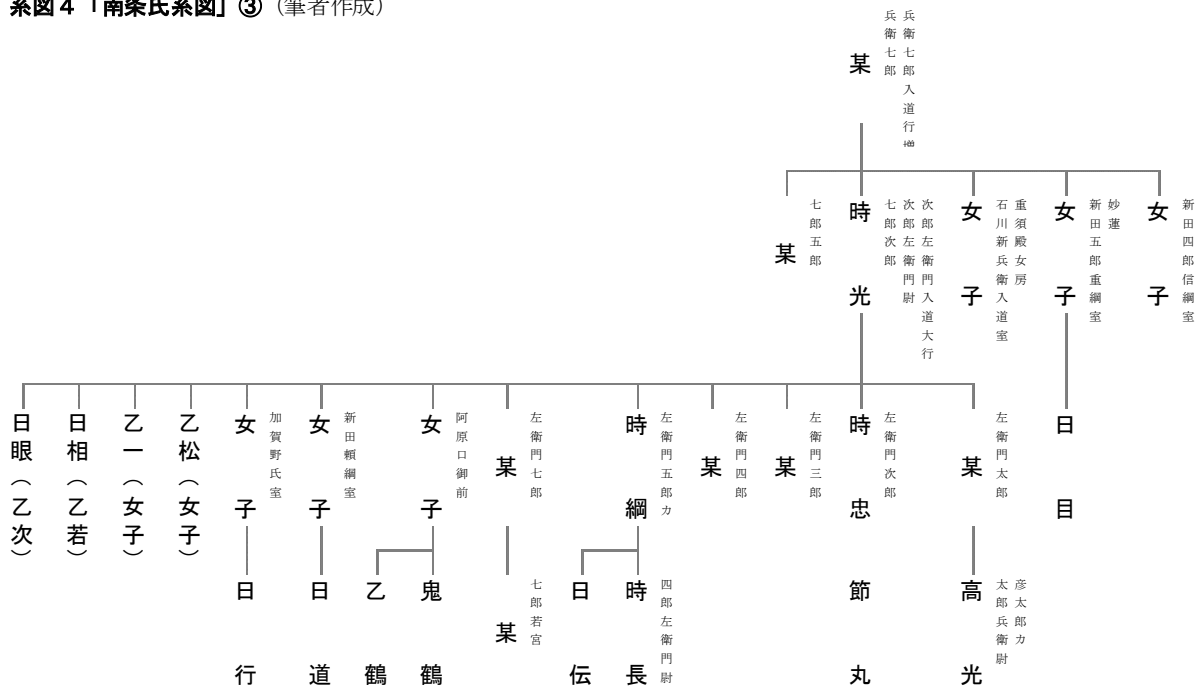 系図４「南条氏系図」③（筆者作成）
兵衛七郎入道行増
兵衛七郎
某
新田四郎信綱室
女子
妙蓮
新田五郎重綱室
女子
重須殿女房
石川新兵衛入道室
女子
次郎左衛門入道大行
次郎左衛門尉
七郎次郎
時光
七郎五郎
某
日目
左衛門太郎
某
左衛門次郎
時忠
左衛門三郎
某
左衛門四郎
某
左衛門五郎カ
時綱
左衛門七郎
某
阿原口御前
女子
新田頼綱室
女子
加賀野氏室
女子
乙松（女子）
乙一（女子）
日相（乙若）
日眼（乙次）
彦太郎カ
太郎兵衛尉
高光
節丸
四郎左衛門尉
時長
日伝
七郎若宮
某
鬼鶴
乙鶴
日道
日行